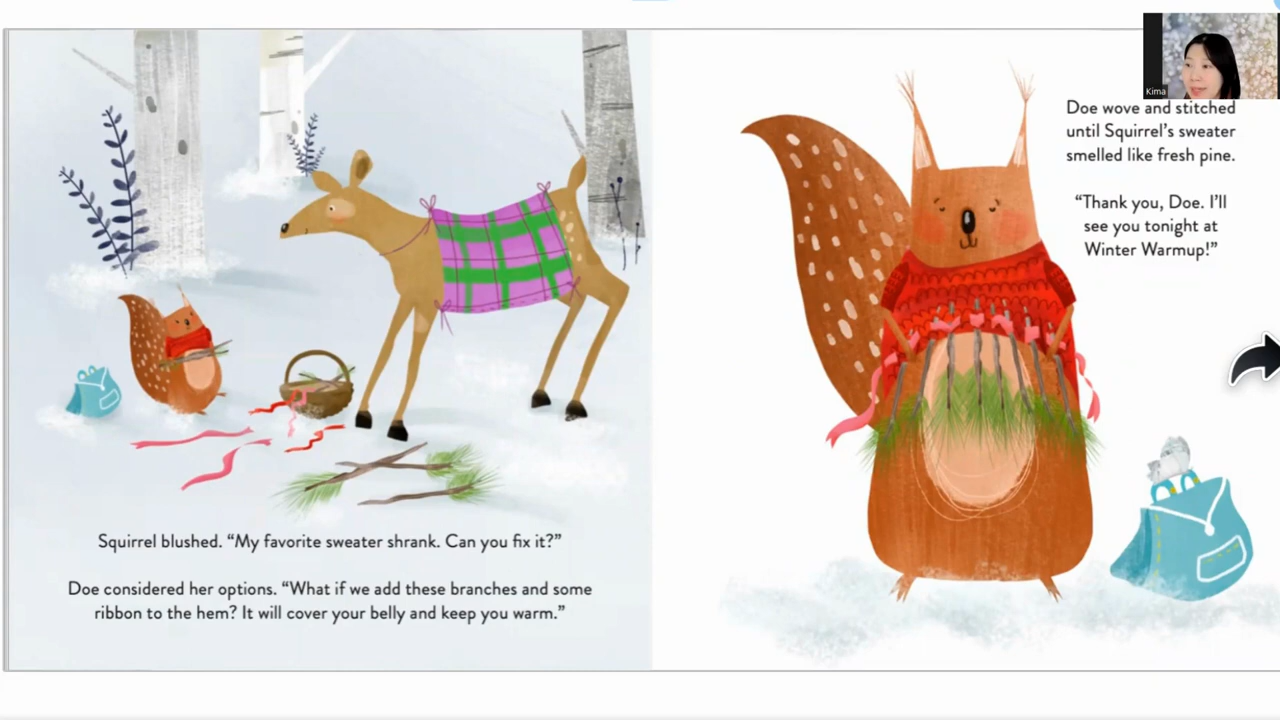 Kima
Squirrel blushed. “My favorite sweater shrank. Can you fix it?”
Doe considered her options. “What if we add these branches and some
ribbon to the hem? It will cover your belly and keep you warm.”
Doe wove and stitched
until Squirrel’s sweater
smelled like fresh pine.
“Thank you, Doe. I’ll
see you tonight at
Winter Warmup!”